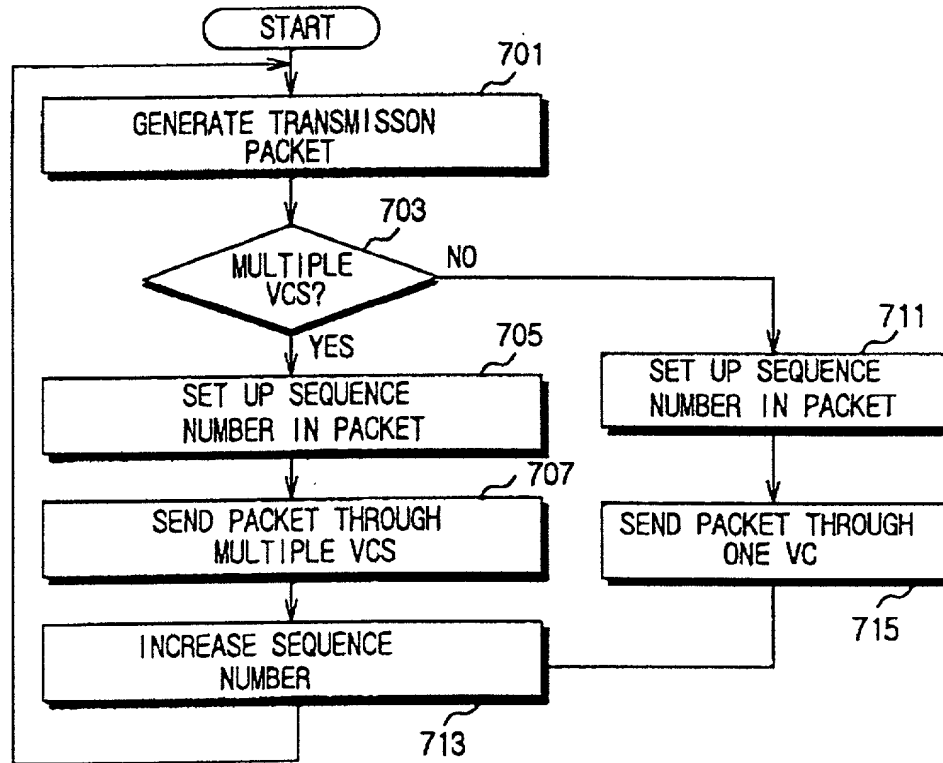 START
701
GENERATE TRANSMISSON
PACKET
703
MULTIPLE
VCS?
NO
YES
705
SET UP SEQUENCE
NUMBER IN PACKET
707
SEND PACKET THROUGH
MULTIPLE VCS
711
SET UP SEQUENCE
NUMBER IN PACKET
SEND PACKET THROUGH
ONE VC
715
INCREASE SEQUENCE
NUMBER
713